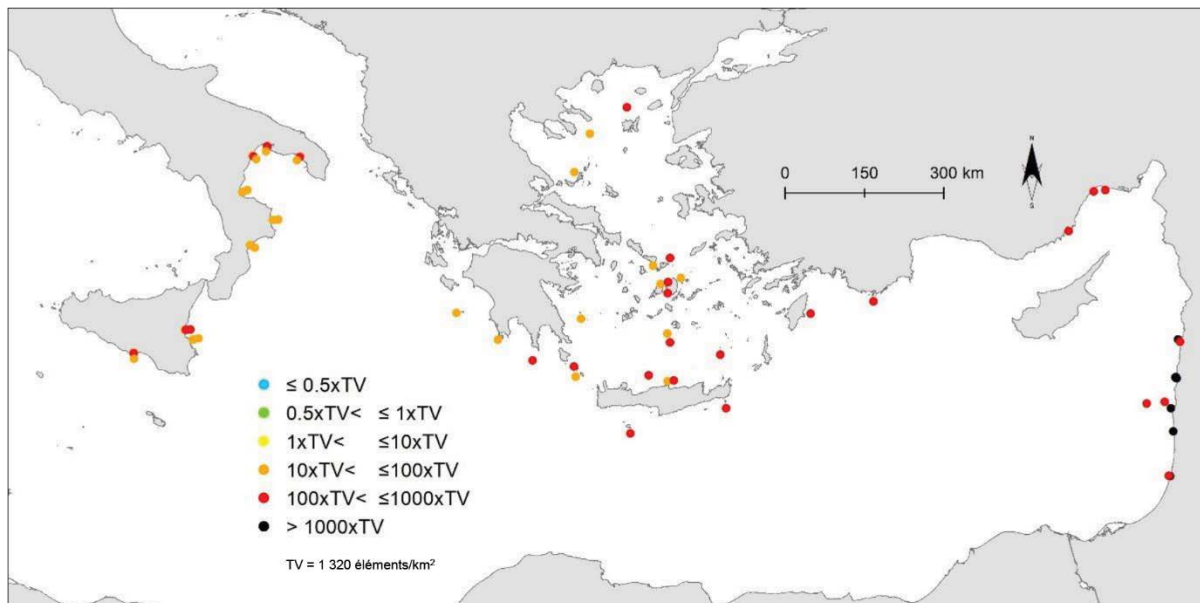 N
0 150 300 km
S
≤ 0.5xTV
0.5xTV< ≤ 1xTV
1xTV< ≤10xTV
10xTV< ≤100xTV
100xTV< ≤1000xTV
> 1000xTV
TV = 1 320 éléments/km²